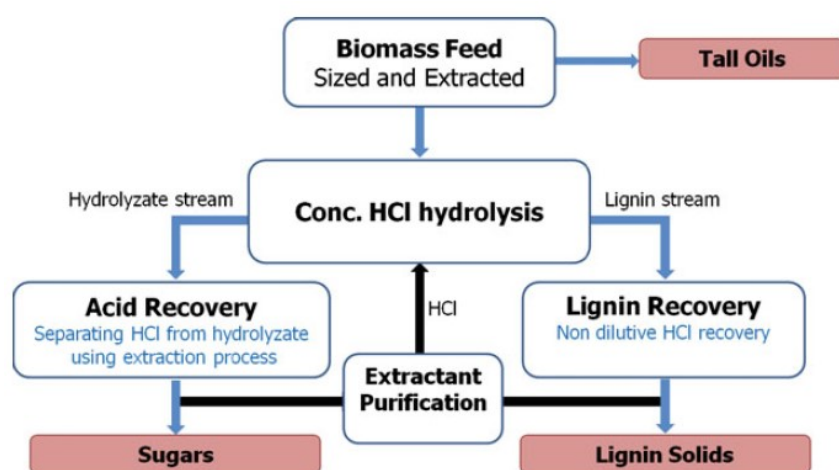 Biomass Feed
Sized and Extracted
Tall Oils
Hydrolyzate stream
Conc. HCl hydrolysis
Lignin stream
Acid Recovery
Separating HCl from hydrolyzate
using extraction process
HCl
Lignin Recovery
Non dilutive HCl recovery
Extractant
Purification
Sugars
Lignin Solids